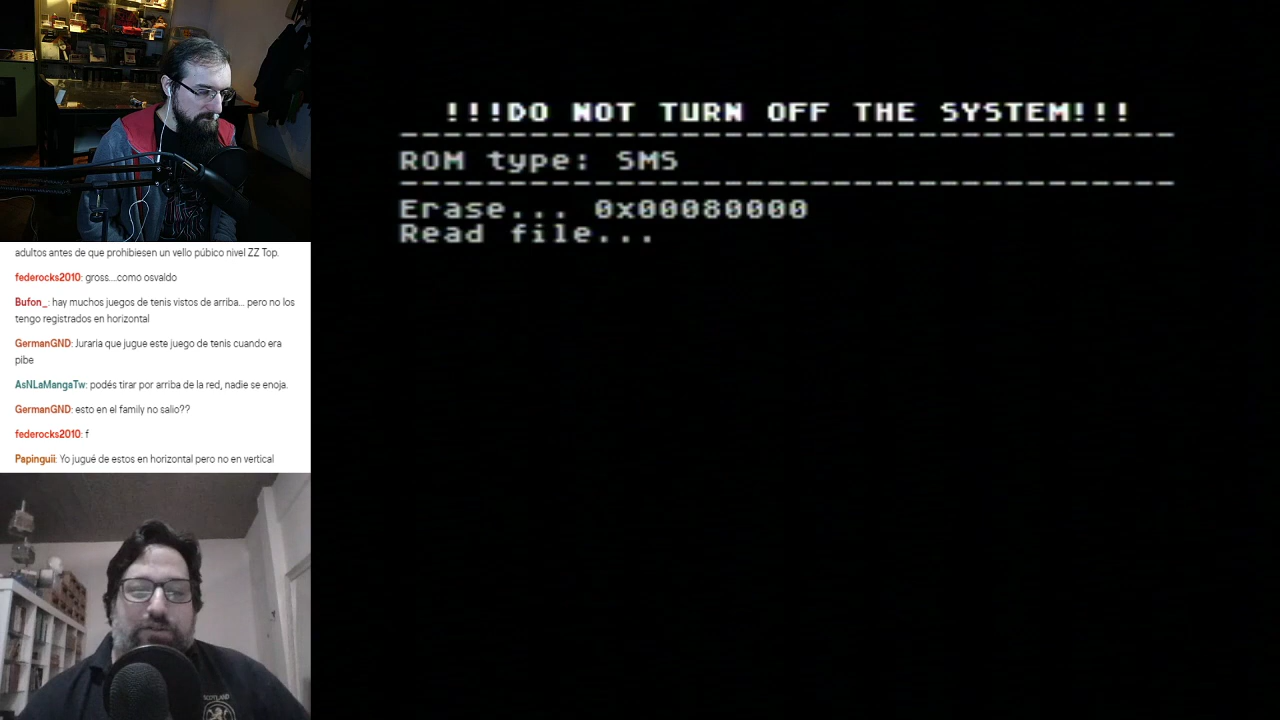 !!!DO NOT TURN OFF THE SYSTEM!!!
ROM type: SMS
Erase... 0x00080000
Read file...
adultos antes de que prohibiesen un vello púbico nivel ZZ Top.
federocks2010: gross....como osvaldo
Bufon_: hay muchos juegos de tenis vistos de arriba... pero no los
tengo registrados en horizontal
GermanGND: Juraria que jugue este juego de tenis cuando era
pibe
AsNLaMangaTw: podés tirar por arriba de la red, nadie se enoja.
GermanGND: esto en el family no salio??
federocks2010: f
Papinguii: Yo jugué de estos en horizontal pero no en vertical
SCOTLAND